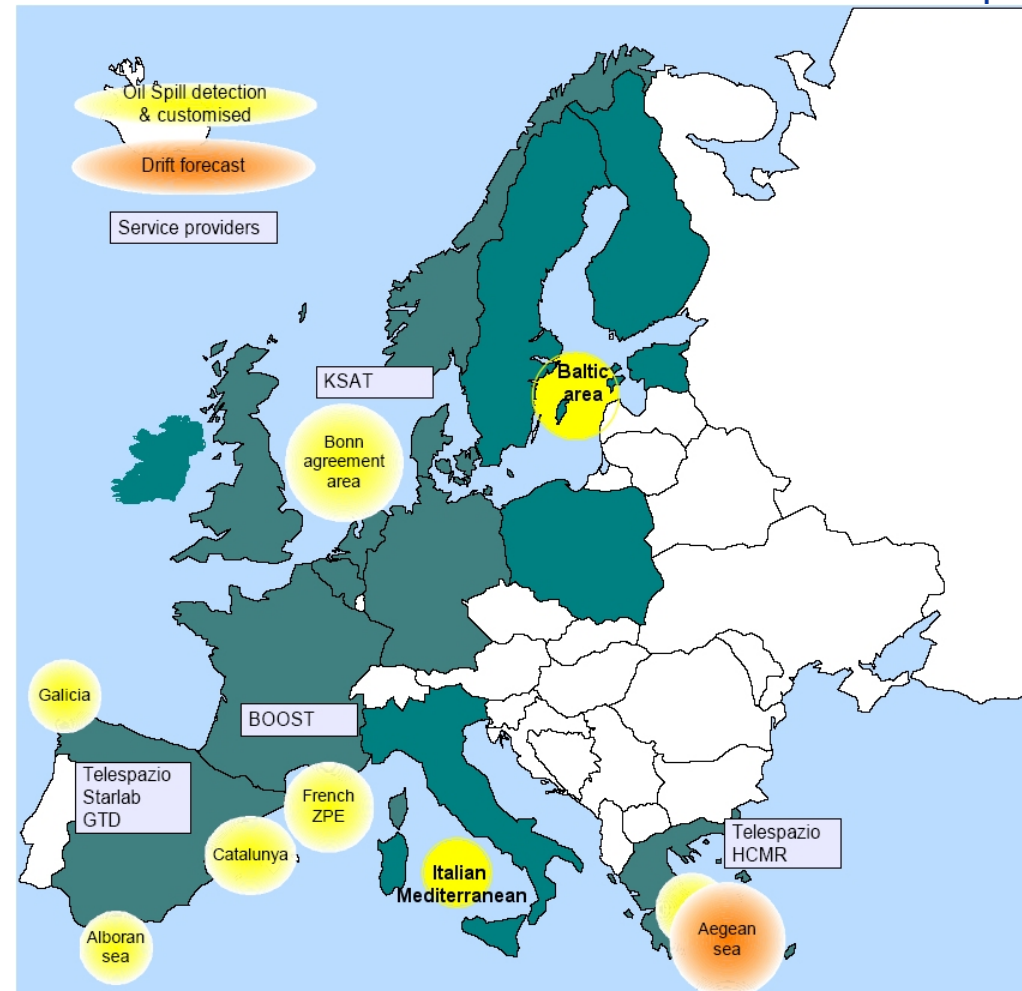 Oil Spill detection
& customised
Drift forecast
Service providers
KSAT
Baltic
area
Bonn
agreement
area
Galicia
BOOST
Telespazio
Starlab
GTD
French
ZPE
Catalunya
Italian
Mediterranean
Telespazio
HCMR
Alboran
sea
Aegean
sea